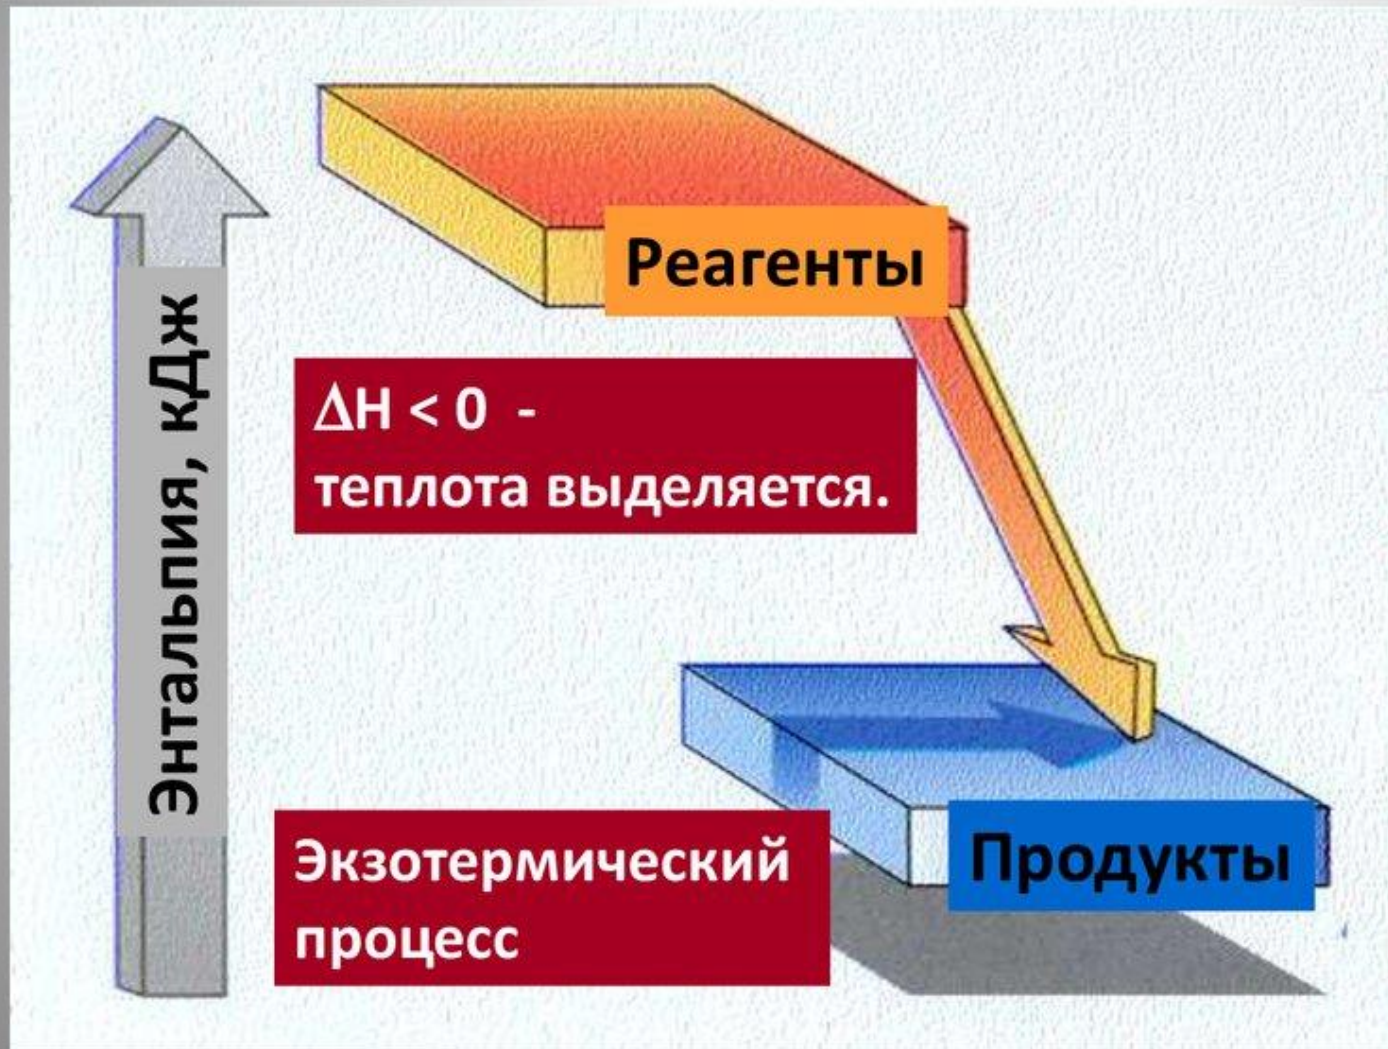 Энтальпия, кДж
Реагенты
ΔH < 0 -
теплота выделяется.
Экзотермический
процесс
Продукты